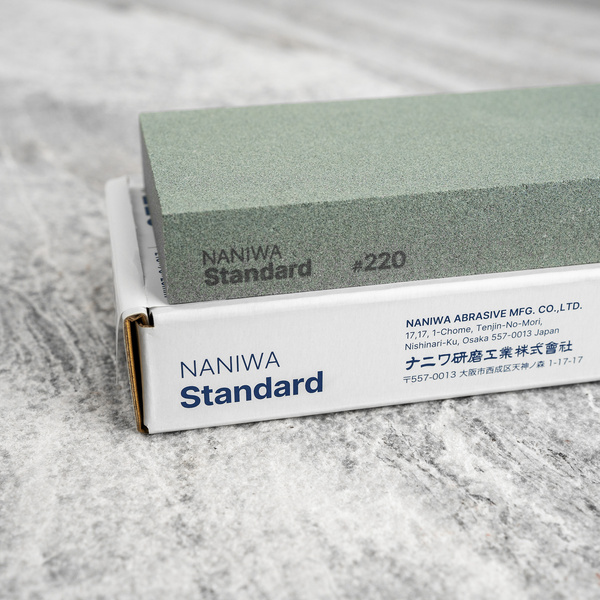 NANIWA
Standard
#220
NANIWA
Standard
NANIWA ABRASIVE MFG. CO.,LTD.
17,17, 1-Chome, Tenjin-No-Mori,
Nishinari-Ku, Osaka 557-0013 Japan
ナニワ研磨工業株式會社
〒557-0013 大阪市西成区天神ノ森 1-17-17